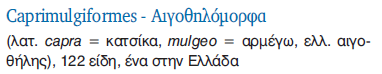 Caprimulgiformes - Αιγοθηλόμορφα
(λατ. capra = κατσίκα, mulgeo = αρμέγω, ελλ. αιγο-
θήλης), 122 είδη, ένα στην Ελλάδα